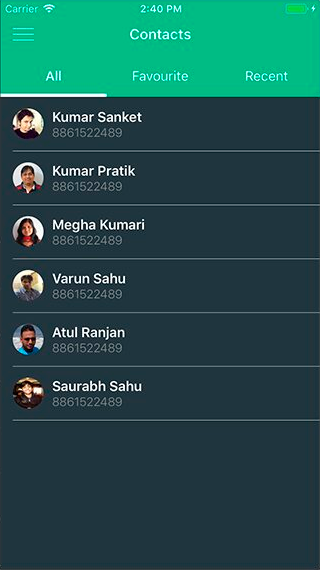 Carrier 2:40 PM
Contacts
All Favourite Recent
Kumar Sanket
8861522489
Kumar Pratik
8861522489
Megha Kumari
8861522489
Varun Sahu
8861522489
Atul Ranjan
8861522489
Saurabh Sahu
8861522489